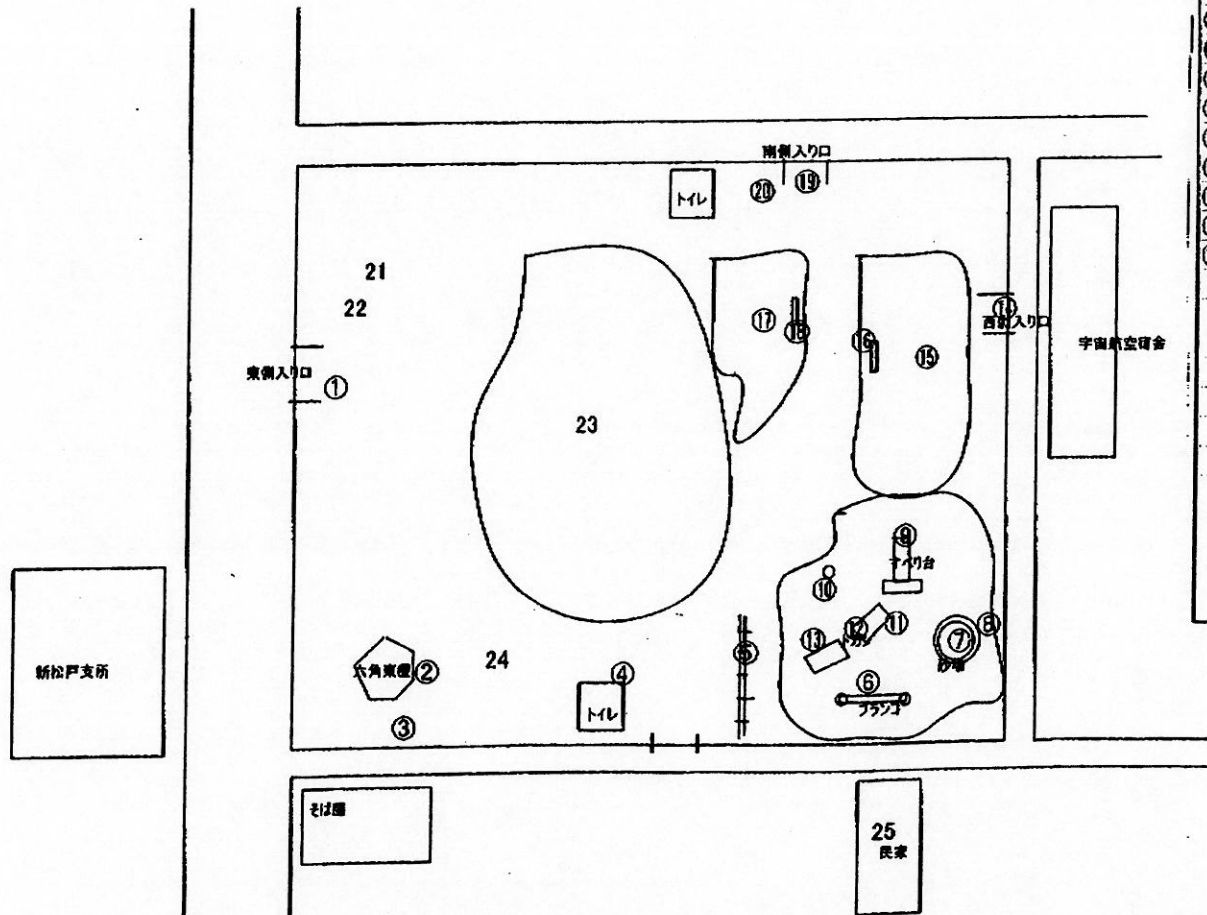 南側入り口
トイレ
⑳
⑲
21
22
⑰
⑱
⑯
⑮
⑭
西側入り口
宇宙航空宿舎
東側入り口
①
23
⑨
すべり台
⑩
⑪
⑫
⑬
⑦
⑧
砂場
⑤
⑥
ブランコ
新松戸支所
六角東屋
②
24
④
トイレ
③
そば屋
25
民家